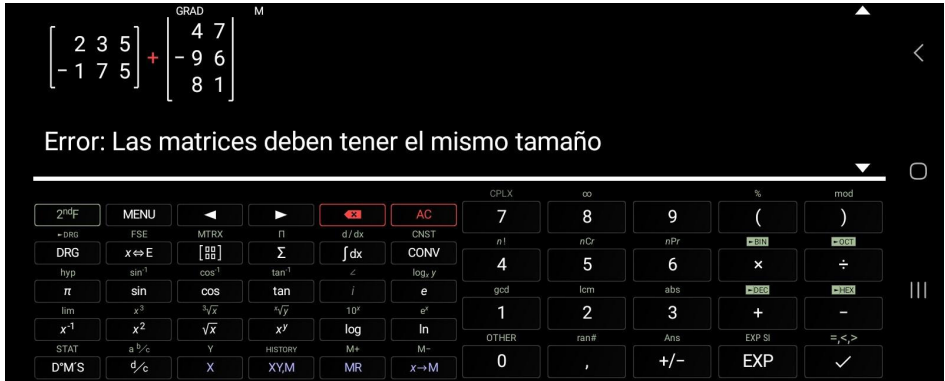 GRAD M
2 3 5 + 4 7
-1 7 5 -9 6
8 1
Error: Las matrices deben tener el mismo tamaño
CPLX ∞ % mod
2ndF MENU ◄ ► AC 7 8 9 ( )
►DRG FSE MTRX Π d/dx CNST n! nCr nPr ►BIN ►OCT
DRG x⇔E Σ ∫dx CONV 4 5 6 × ÷
hyp sin⁻¹ cos⁻¹ tan⁻¹ ∠ logₓ y gcd lcm abs ►DEC ►HEX
π sin cos tan i e 1 2 3 + −
lim x³ ³√x ˣ√y 10ˣ eˣ
x⁻¹ x² √x xʸ log ln
STAT a b/c Y HISTORY M+ M− OTHER ran# Ans EXP SI =,<,>
D°M′S d/c X XY,M MR x→M 0 , +/− EXP ✓